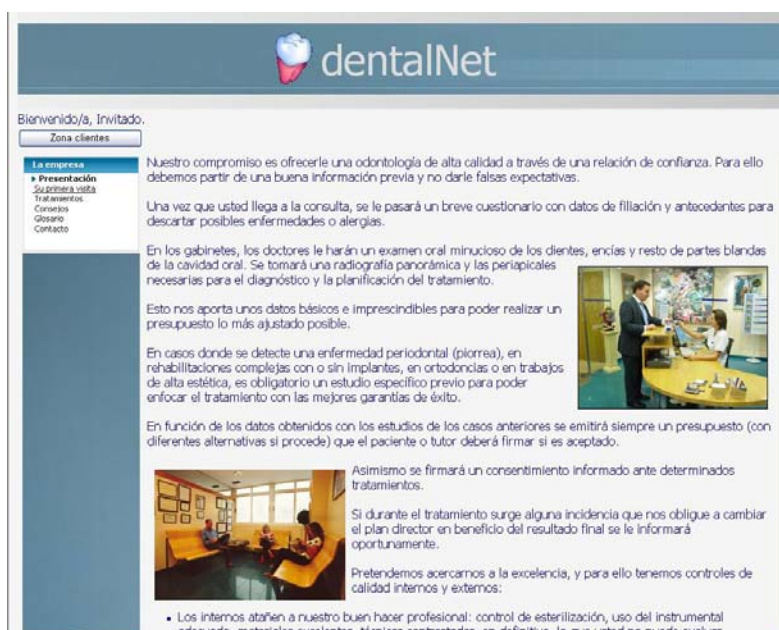 dentalNet
Bienvenido/a, Invitado.
Zona clientes
La empresa
Presentación
Su primera visita
Tratamientos
Consejos
Glosario
Contacto
Nuestro compromiso es ofrecerle una odontología de alta calidad a través de una relación de confianza. Para ello
debemos partir de una buena información previa y no darle falsas expectativas.
Una vez que usted llega a la consulta, se le pasará un breve cuestionario con datos de filiación y antecedentes para
descartar posibles enfermedades o alergias.
En los gabinetes, los doctores le harán un examen oral minucioso de los dientes, encías y resto de partes blandas
de la cavidad oral. Se tomará una radiografía panorámica y las periapicales
necesarias para el diagnóstico y la planificación del tratamiento.
Esto nos aporta unos datos básicos e imprescindibles para poder realizar un
presupuesto lo más ajustado posible.
En casos donde se detecte una enfermedad periodontal (piorrea), en
rehabilitaciones complejas con o sin implantes, en ortodoncias o en trabajos
de alta estética, es obligatorio un estudio específico previo para poder
enfocar el tratamiento con las mejores garantías de éxito.
En función de los datos obtenidos con los estudios de los casos anteriores se emitirá siempre un presupuesto (con
diferentes alternativas si procede) que el paciente o tutor deberá firmar si es aceptado.
Asimismo se firmará un consentimiento informado ante determinados
tratamientos.
Si durante el tratamiento surge alguna incidencia que nos obligue a cambiar
el plan director en beneficio del resultado final se le informará
oportunamente.
Pretendemos acercarnos a la excelencia, y para ello tenemos controles de
calidad internos y externos:
• Los internos atañen a nuestro buen hacer profesional: control de esterilización, uso del instrumental